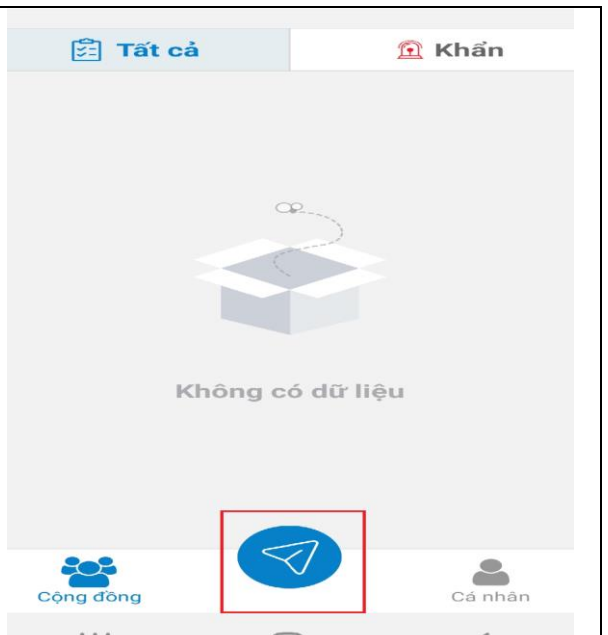 Tất cả
Khẩn
Không có dữ liệu
Cộng đồng
Cá nhân